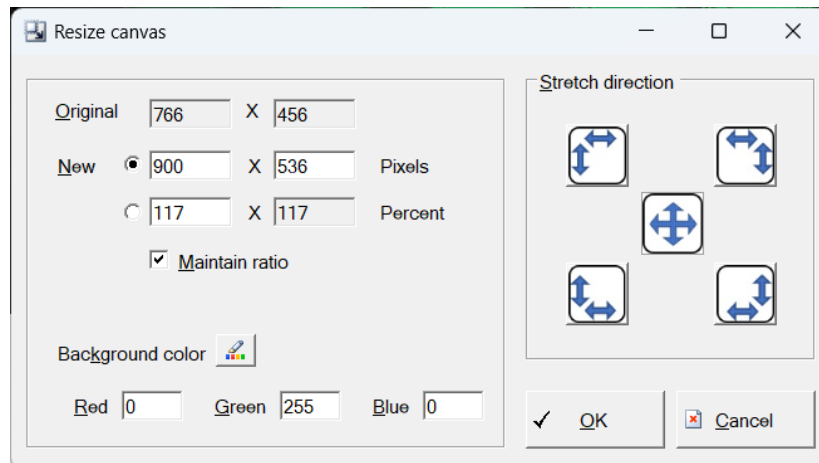 Resize canvas
Original 766 X 456
New 900 X 536 Pixels
117 X 117 Percent
Maintain ratio
Background color
Red 0 Green 255 Blue 0
Stretch direction
OK Cancel